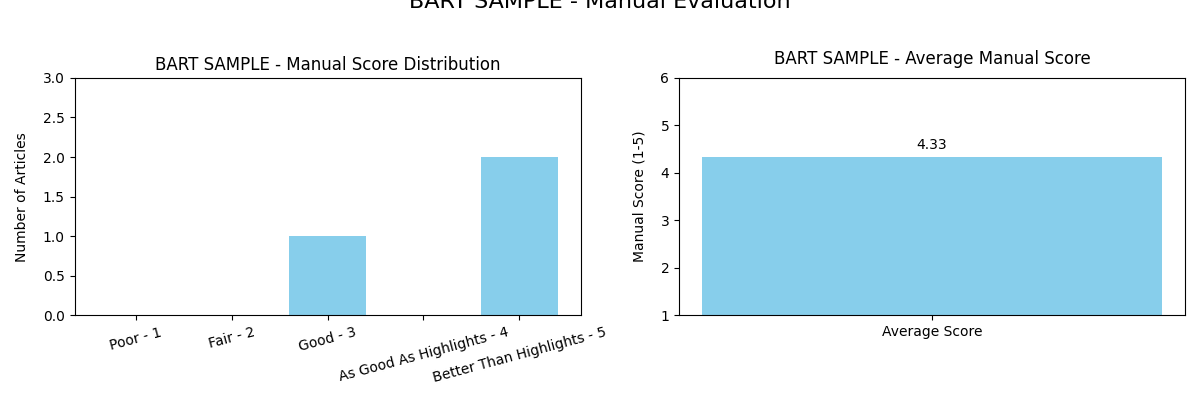 BART SAMPLE - Manual Evaluation
BART SAMPLE - Manual Score Distribution
Number of Articles
3.0
2.5
2.0
1.5
1.0
0.5
0.0
Poor - 1
Fair - 2
Good - 3
As Good As Highlights - 4
Better Than Highlights - 5
BART SAMPLE - Average Manual Score
Manual Score (1-5)
6
5
4
3
2
1
4.33
Average Score